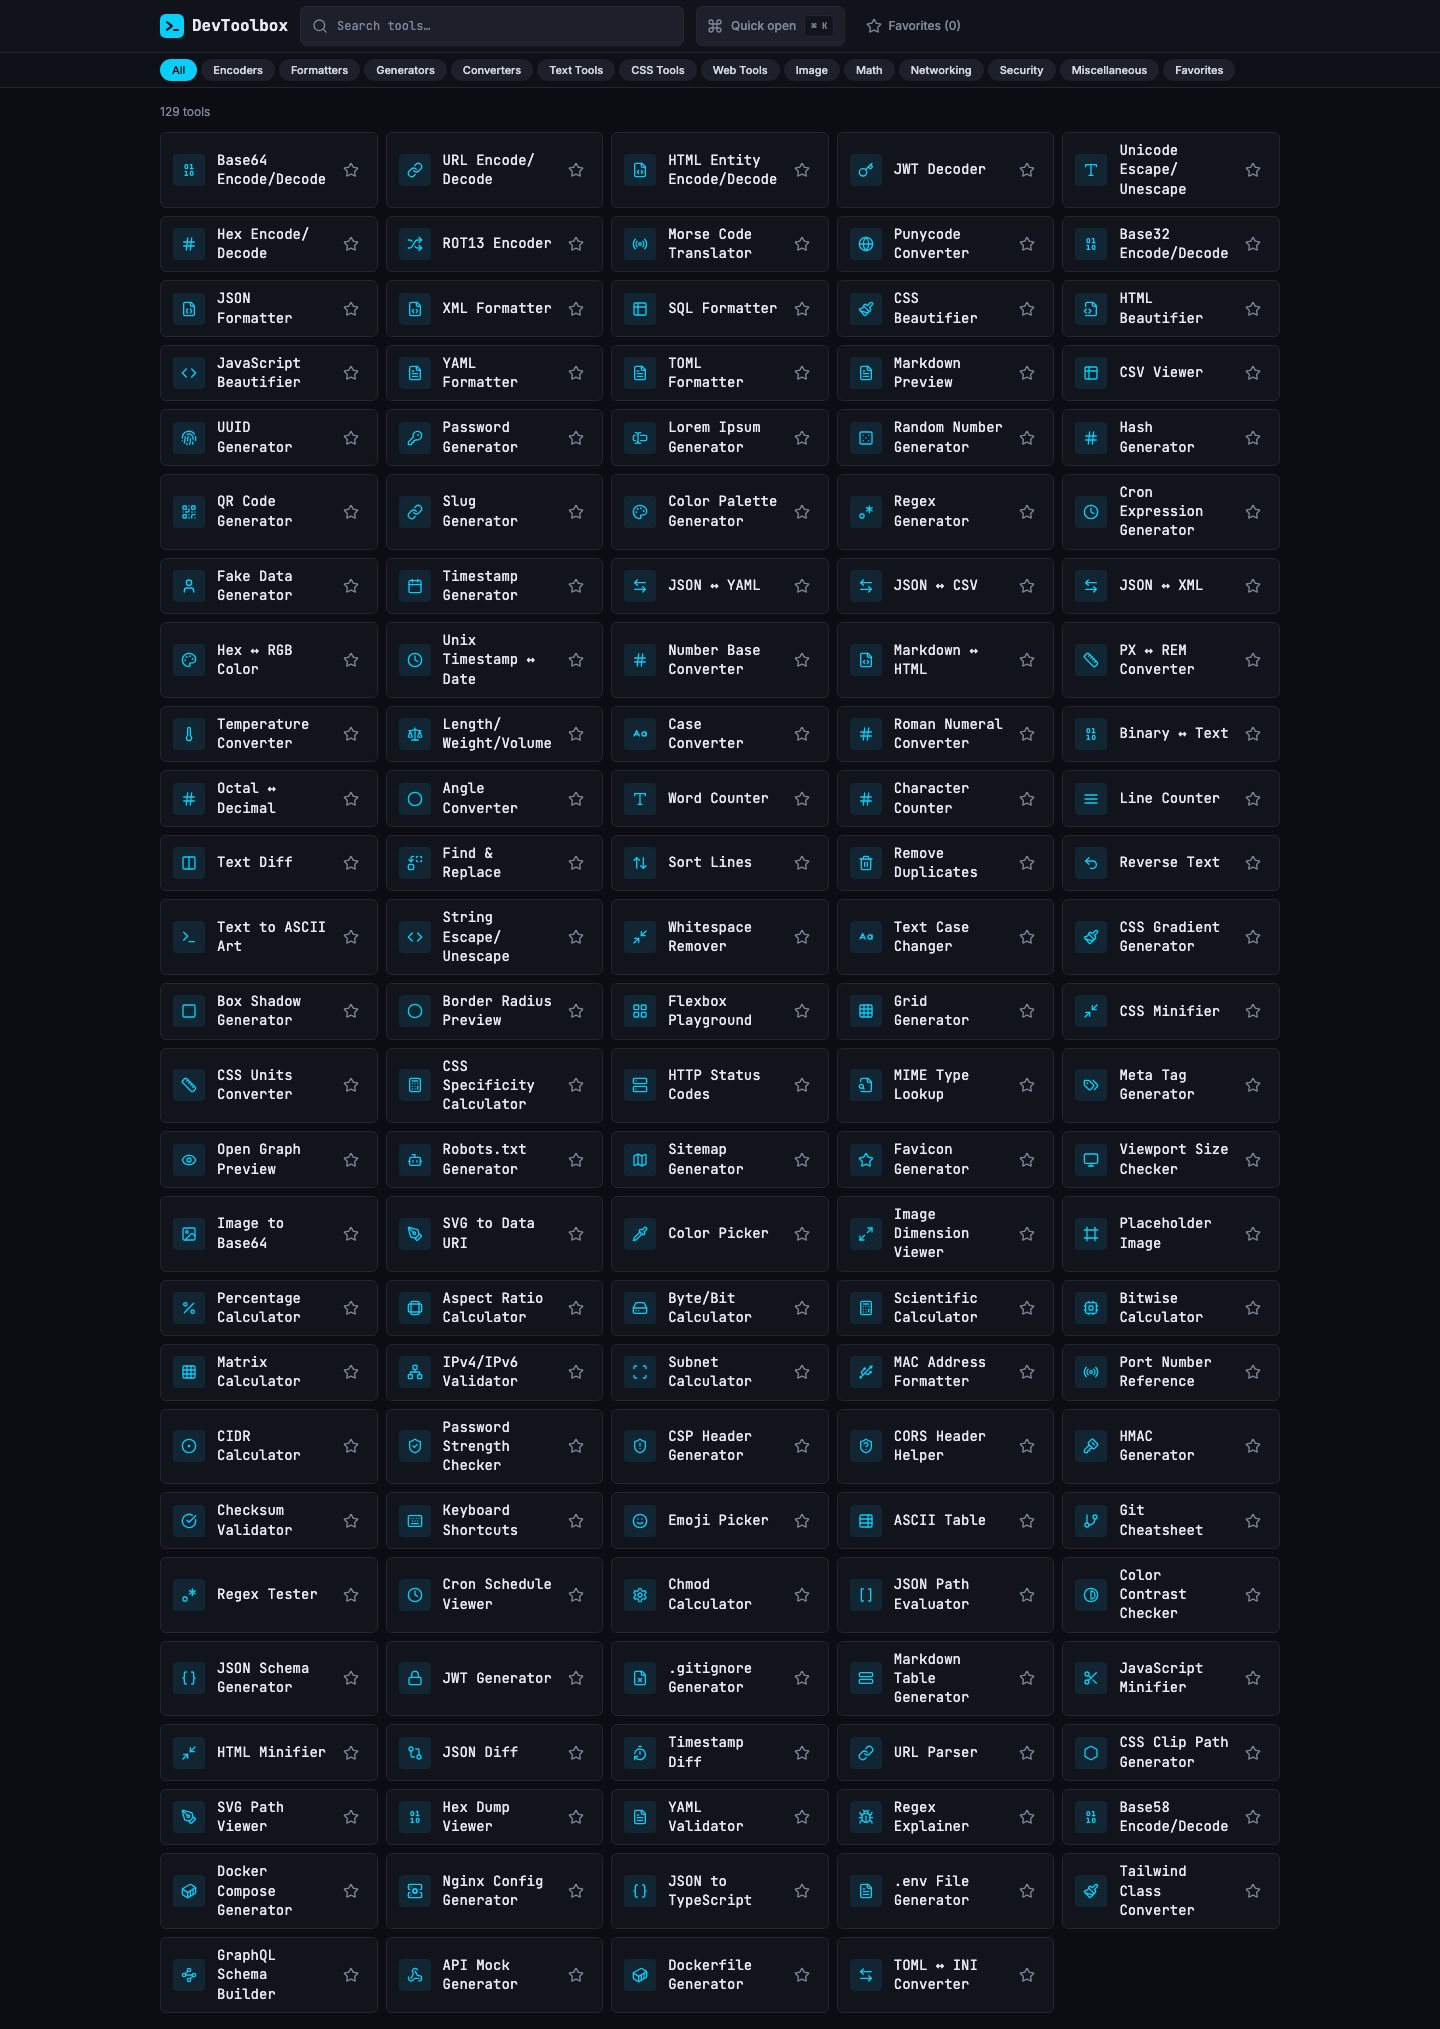 DevToolbox
Search tools…
Quick open ⌘ K
Favorites (0)
All Encoders Formatters Generators Converters Text Tools CSS Tools Web Tools Image Math Networking Security Miscellaneous Favorites
129 tools
Base64
Encode/Decode
URL Encode/
Decode
HTML Entity
Encode/Decode
JWT Decoder
Unicode
Escape/
Unescape
Hex Encode/
Decode
ROT13 Encoder
Morse Code
Translator
Punycode
Converter
Base32
Encode/Decode
JSON
Formatter
XML Formatter
SQL Formatter
CSS
Beautifier
HTML
Beautifier
JavaScript
Beautifier
YAML
Formatter
TOML
Formatter
Markdown
Preview
CSV Viewer
UUID
Generator
Password
Generator
Lorem Ipsum
Generator
Random Number
Generator
Hash
Generator
QR Code
Generator
Slug
Generator
Color Palette
Generator
Regex
Generator
Cron
Expression
Generator
Fake Data
Generator
Timestamp
Generator
JSON ↔ YAML
JSON ↔ CSV
JSON ↔ XML
Hex ↔ RGB
Color
Unix
Timestamp ↔
Date
Number Base
Converter
Markdown ↔
HTML
PX ↔ REM
Converter
Temperature
Converter
Length/
Weight/Volume
Case
Converter
Roman Numeral
Converter
Binary ↔ Text
Octal ↔
Decimal
Angle
Converter
Word Counter
Character
Counter
Line Counter
Text Diff
Find &
Replace
Sort Lines
Remove
Duplicates
Reverse Text
Text to ASCII
Art
String
Escape/
Unescape
Whitespace
Remover
Text Case
Changer
CSS Gradient
Generator
Box Shadow
Generator
Border Radius
Preview
Flexbox
Playground
Grid
Generator
CSS Minifier
CSS Units
Converter
CSS
Specificity
Calculator
HTTP Status
Codes
MIME Type
Lookup
Meta Tag
Generator
Open Graph
Preview
Robots.txt
Generator
Sitemap
Generator
Favicon
Generator
Viewport Size
Checker
Image to
Base64
SVG to Data
URI
Color Picker
Image
Dimension
Viewer
Placeholder
Image
Percentage
Calculator
Aspect Ratio
Calculator
Byte/Bit
Calculator
Scientific
Calculator
Bitwise
Calculator
Matrix
Calculator
IPv4/IPv6
Validator
Subnet
Calculator
MAC Address
Formatter
Port Number
Reference
CIDR
Calculator
Password
Strength
Checker
CSP Header
Generator
CORS Header
Helper
HMAC
Generator
Checksum
Validator
Keyboard
Shortcuts
Emoji Picker
ASCII Table
Git
Cheatsheet
Regex Tester
Cron Schedule
Viewer
Chmod
Calculator
JSON Path
Evaluator
Color
Contrast
Checker
JSON Schema
Generator
JWT Generator
.gitignore
Generator
Markdown
Table
Generator
JavaScript
Minifier
HTML Minifier
JSON Diff
Timestamp
Diff
URL Parser
CSS Clip Path
Generator
SVG Path
Viewer
Hex Dump
Viewer
YAML
Validator
Regex
Explainer
Base58
Encode/Decode
Docker
Compose
Generator
Nginx Config
Generator
JSON to
TypeScript
.env File
Generator
Tailwind
Class
Converter
GraphQL
Schema
Builder
API Mock
Generator
Dockerfile
Generator
TOML ↔ INI
Converter